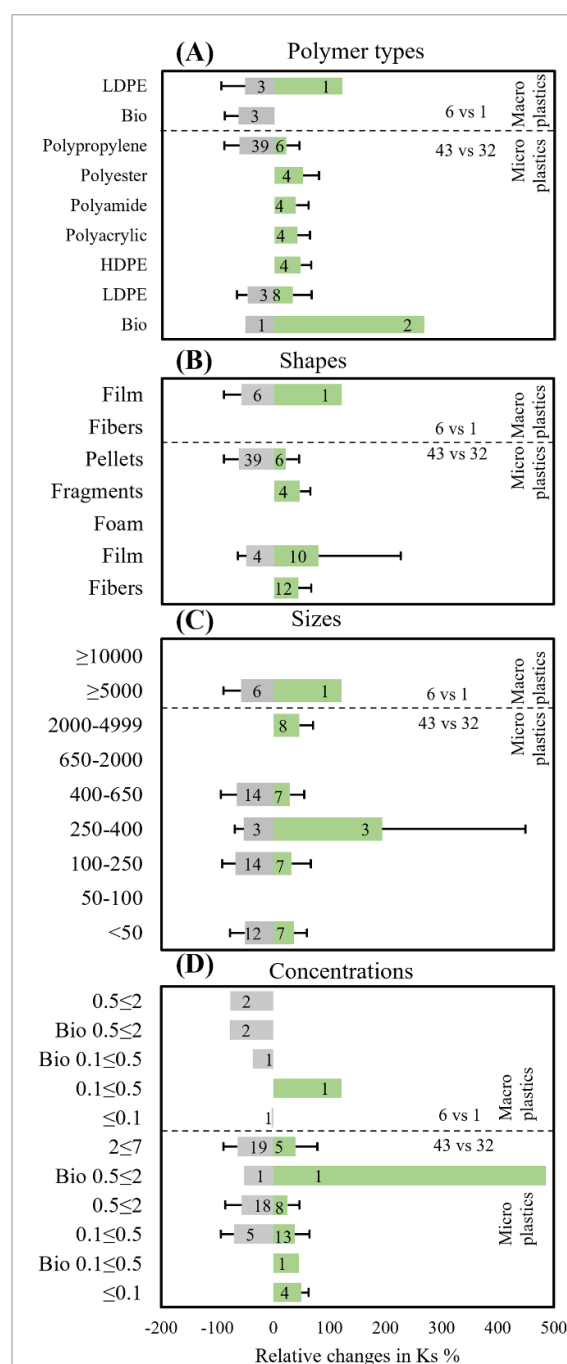 (A) Polymer types
LDPE 3 1
Bio 3 6 vs 1
Macro plastics
Polypropylene 39 6 43 vs 32
Polyester 4
Polyamide 4
Polyacrylic 4
HDPE 4
LDPE 3 8
Bio 1 2
Micro plastics
(B) Shapes
Film 6 1
Fibers 6 vs 1
Macro plastics
Pellets 39 6 43 vs 32
Fragments 4
Foam
Film 4 10
Fibers 12
Micro plastics
(C) Sizes
≥10000
≥5000 6 1 6 vs 1
Macro plastics
2000-4999 8 43 vs 32
650-2000
400-650 14 7
250-400 3 3
100-250 14 7
50-100
<50 12 7
Micro plastics
(D) Concentrations
0.5≤2 2
Bio 0.5≤2 2
Bio 0.1≤0.5 1
0.1≤0.5 1
≤0.1 1 6 vs 1
Macro plastics
2≤7 19 5 43 vs 32
Bio 0.5≤2 1 1
0.5≤2 18 8
0.1≤0.5 5 13
Bio 0.1≤0.5 1
≤0.1 4
Micro plastics
-200 -100 0 100 200 300 400 500
Relative changes in Ks %